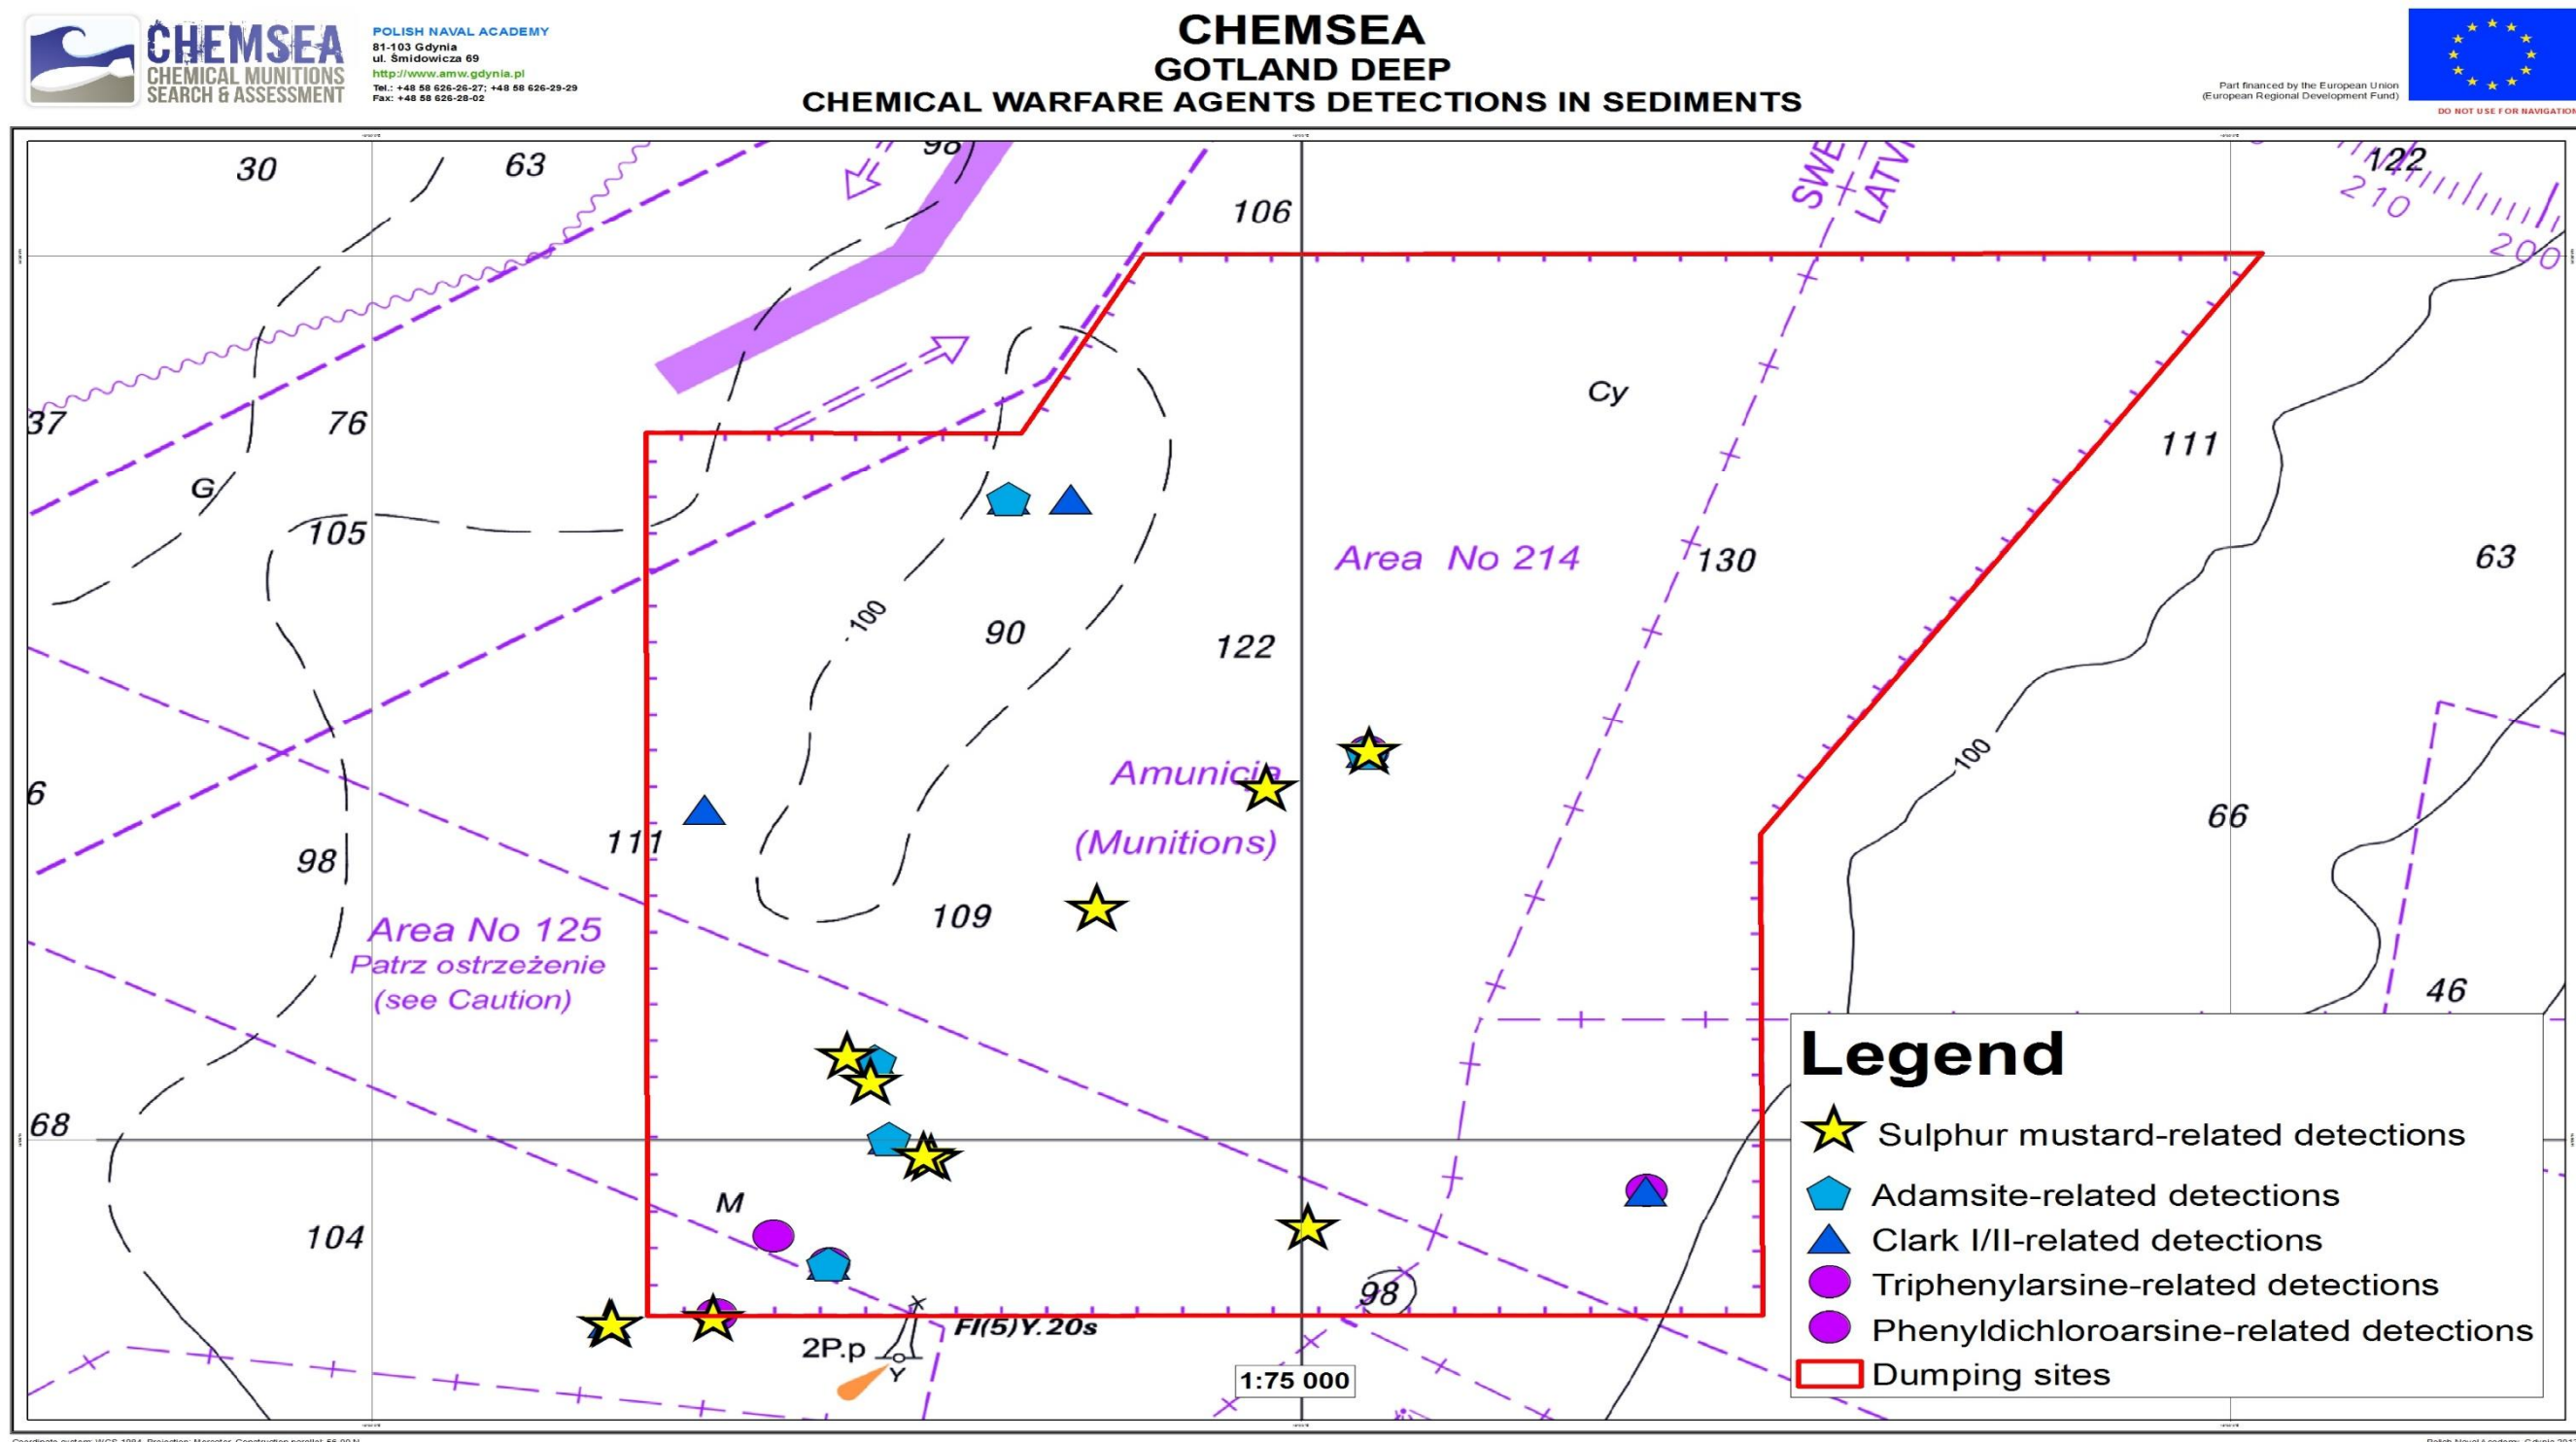 CHEMSEA
CHEMICAL MUNITIONS
SEARCH & ASSESSMENT
POLISH NAVAL ACADEMY
81-103 Gdynia
ul. Śmidowicza 69
http://www.amw.gdynia.pl
Tel.: +48 58 626-26-27; +48 58 626-29-29
Fax: +48 58 626-28-02
CHEMSEA
GOTLAND DEEP
CHEMICAL WARFARE AGENTS DETECTIONS IN SEDIMENTS
Part financed by the European Union
(European Regional Development Fund)
DO NOT USE FOR NAVIGATION
30
63
98
106
SWE
LATV
122
210
200
37
76
Cy
111
G
105
Area No 214
130
63
100
90
122
100
Amunicja
6
(Munitions)
111
66
98
109
Area No 125
Patrz ostrzeżenie
(see Caution)
46
68
M
104
98
Fl(5)Y.20s
2P.p
Y
1:75 000
Legend
Sulphur mustard-related detections
Adamsite-related detections
Clark I/II-related detections
Triphenylarsine-related detections
Phenyldichloroarsine-related detections
Dumping sites